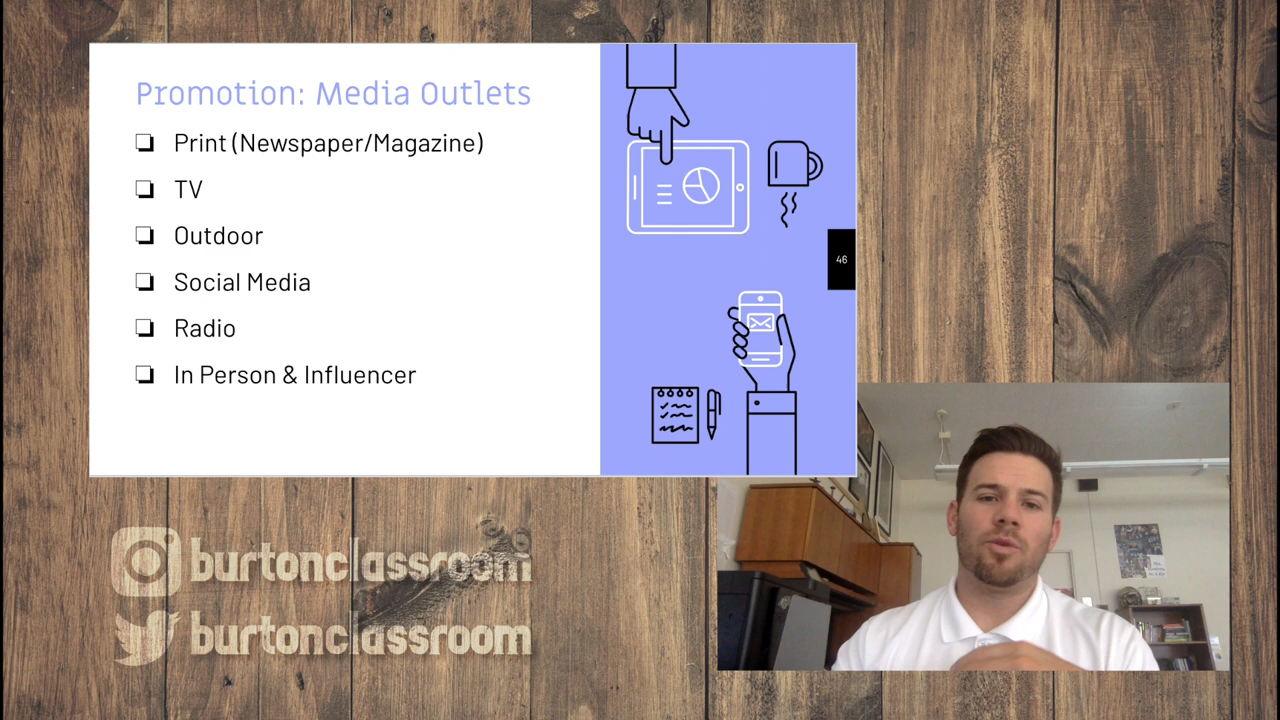 Promotion: Media Outlets
Print (Newspaper/Magazine)
TV
Outdoor
Social Media
Radio
In Person & Influencer
46
burtonclassroom
burtonclassroom